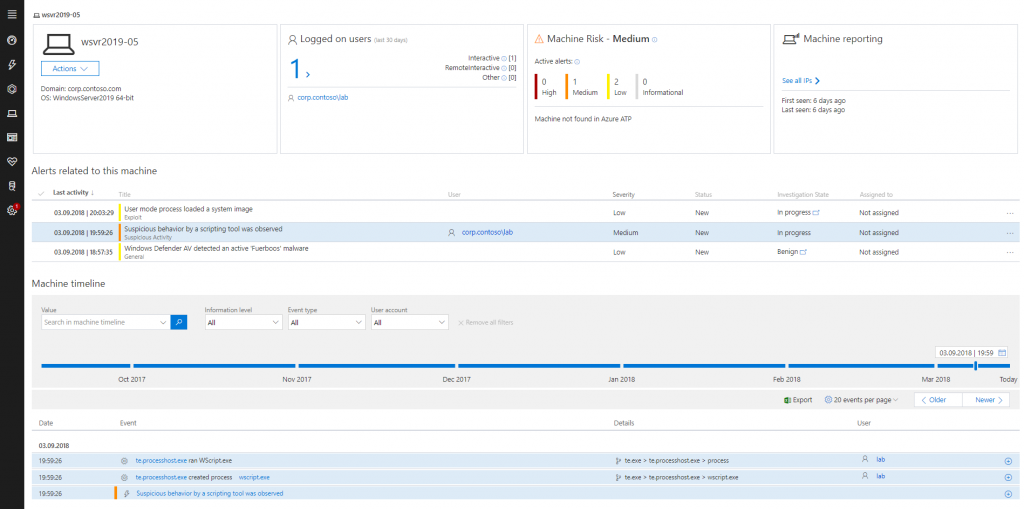 wsvr2019-05
wsvr2019-05
Actions
Domain: corp.contoso.com
OS: WindowsServer2019 64-bit
Logged on users (last 30 days)
1
Interactive [1]
RemoteInteractive [0]
Other [0]
corp.contoso\lab
Machine Risk - Medium
Active alerts:
0 1 2 0
High Medium Low Informational
Machine not found in Azure ATP
Machine reporting
See all IPs
First seen: 6 days ago
Last seen: 6 days ago
Alerts related to this machine
Last activity ↓ Title User Severity Status Investigation State Assigned to
03.09.2018 | 20:03:29 User mode process loaded a system image Low New In progress Not assigned ...
Exploit
03.09.2018 | 19:59:26 Suspicious behavior by a scripting tool was observed corp.contoso\lab Medium New In progress Not assigned ...
Suspicious Activity
03.09.2018 | 18:57:35 Windows Defender AV detected an active 'Fuerboos' malware Low New Benign Not assigned ...
General
Machine timeline
Value Information level Event type User account
Search in machine timeline All All All × Remove all filters
03.09.2018 | 19:59
Oct 2017 Nov 2017 Dec 2017 Jan 2018 Feb 2018 Mar 2018 Today
Export 20 events per page < Older Newer >
Date Event Details User
03.09.2018
19:59:26 te.processhost.exe ran WScript.exe te.exe > te.processhost.exe > process lab
19:59:26 te.processhost.exe created process wscript.exe te.exe > te.processhost.exe > wscript.exe lab
19:59:26 Suspicious behavior by a scripting tool was observed